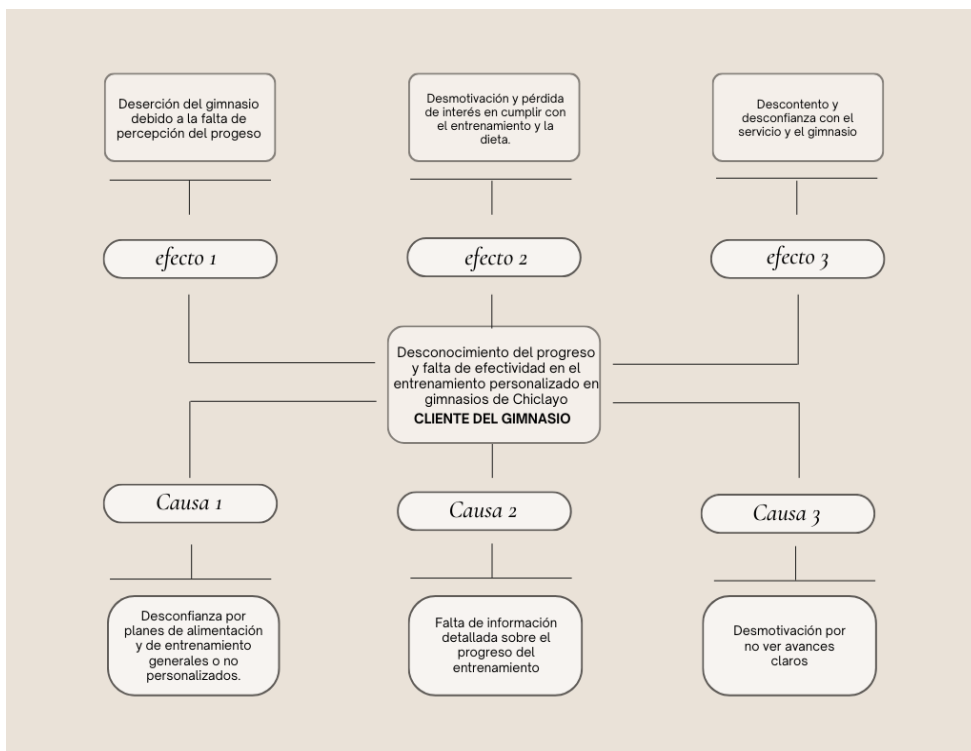 Deserción del gimnasio
debido a la falta de
percepción del progeso
Desmotivación y pérdida
de interés en cumplir con
el entrenamiento y la
dieta.
Descontento y
desconfianza con el
servicio y el gimnasio
efecto 1
efecto 2
efecto 3
Desconocimiento del progreso
y falta de efectividad en el
entrenamiento personalizado en
gimnasios de Chiclayo
CLIENTE DEL GIMNASIO
Causa 1
Causa 2
Causa 3
Desconfianza por
planes de alimentación
y de entrenamiento
generales o no
personalizados.
Falta de información
detallada sobre el
progreso del
entrenamiento
Desmotivación por
no ver avances
claros